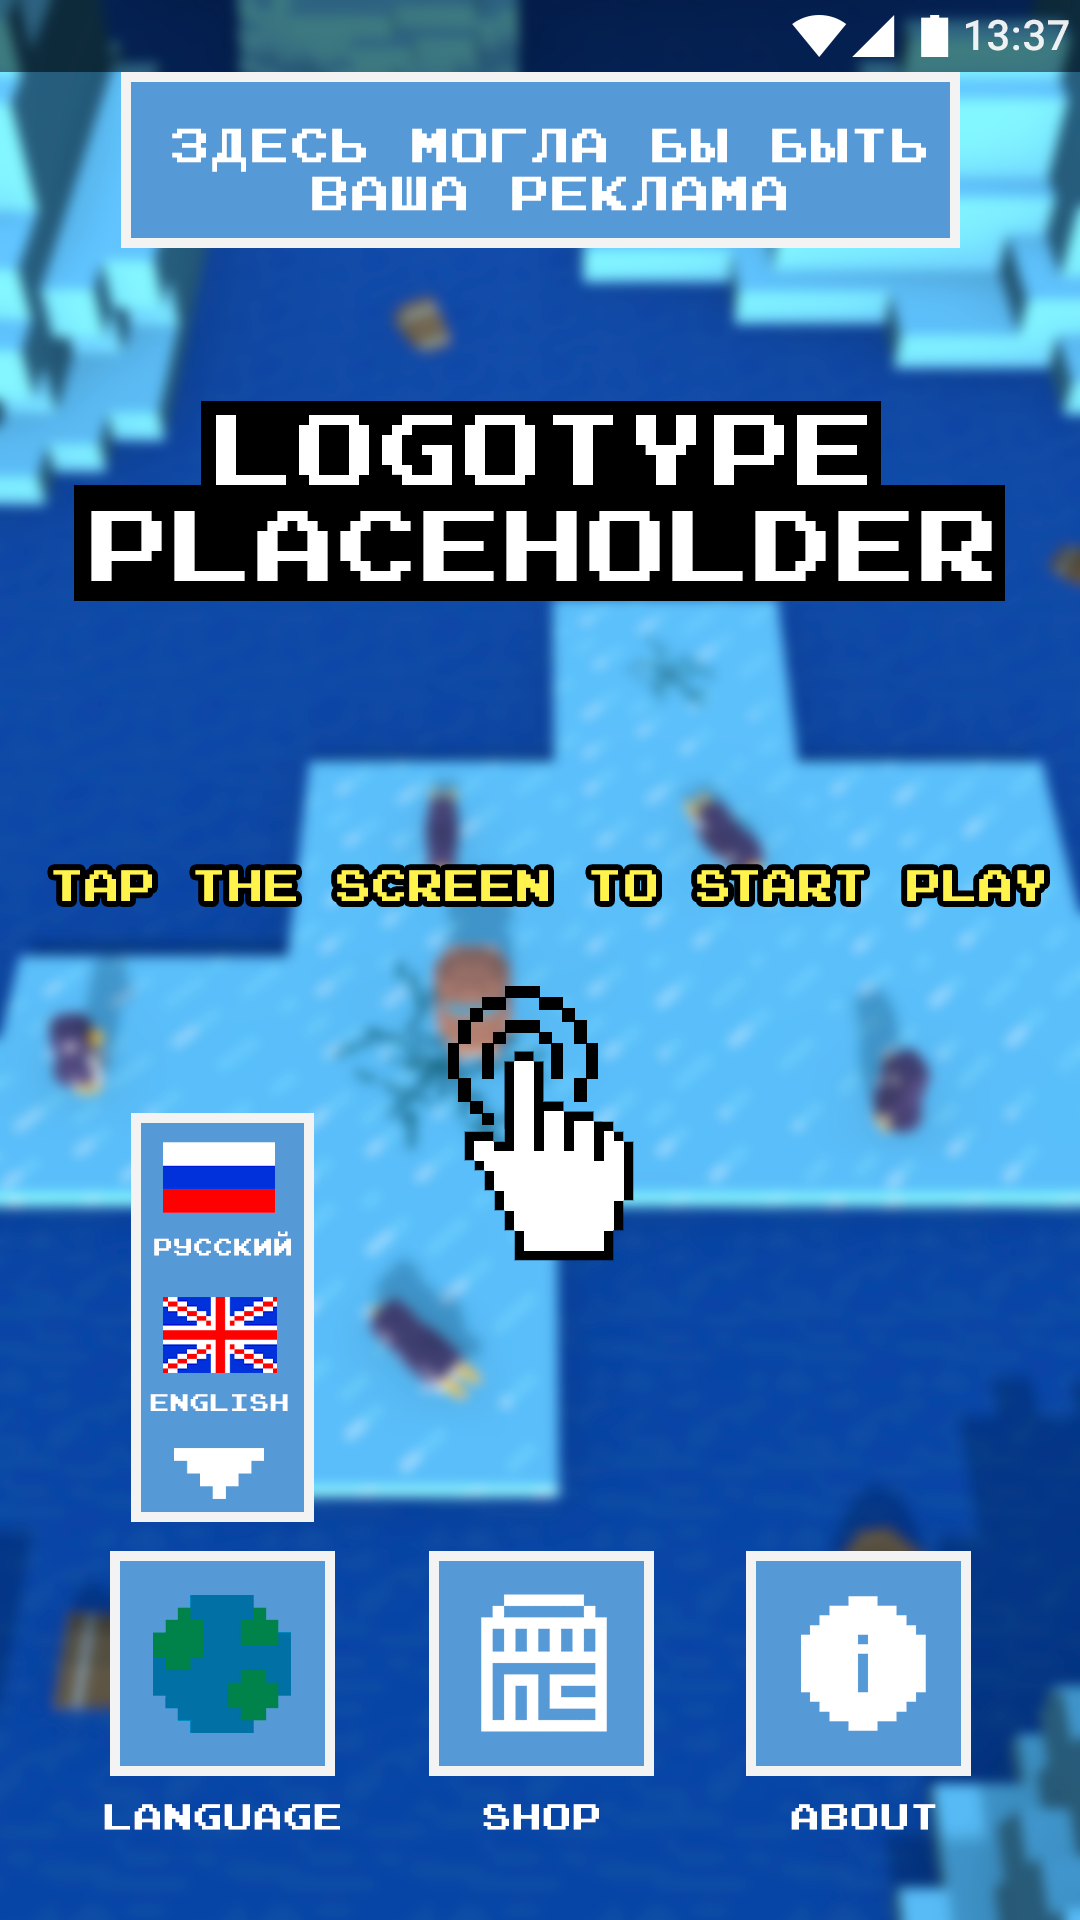 13:37
ЗДЕСЬ МОГЛА БЫ БЫТЬ
ВАША РЕКЛАМА
LOGOTYPE
PLACEHOLDER
TAP THE SCREEN TO START PLAY
РУССКИЙ
ENGLISH
LANGUAGE
SHOP
ABOUT